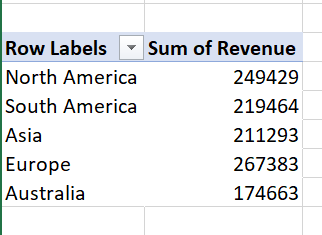 Row Labels Sum of Revenue
North America 249429
South America 219464
Asia 211293
Europe 267383
Australia 174663